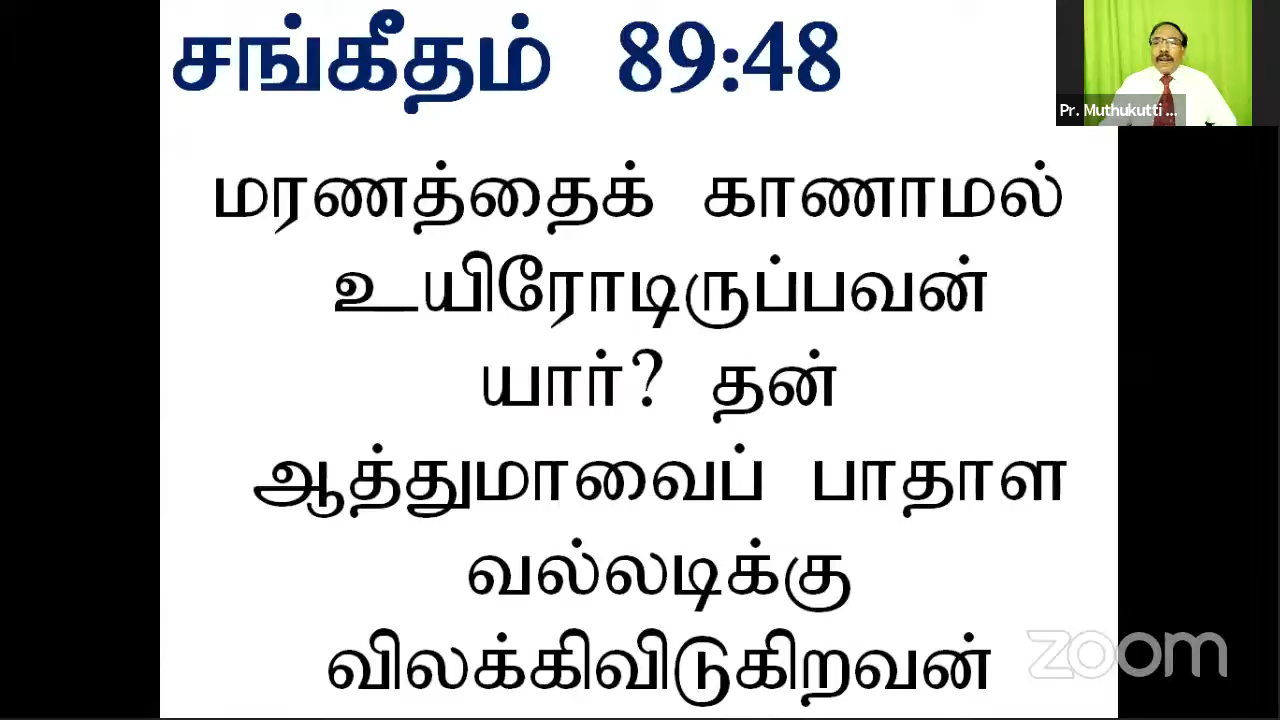 சங்கீதம் 89:48
Pr. Muthukutti ...
மரணத்தைக் காணாமல்
உயிரோடிருப்பவன்
யார்? தன்
ஆத்துமாவைப் பாதாள
வல்லடிக்கு
விலக்கிவிடுகிறவன்
zoom